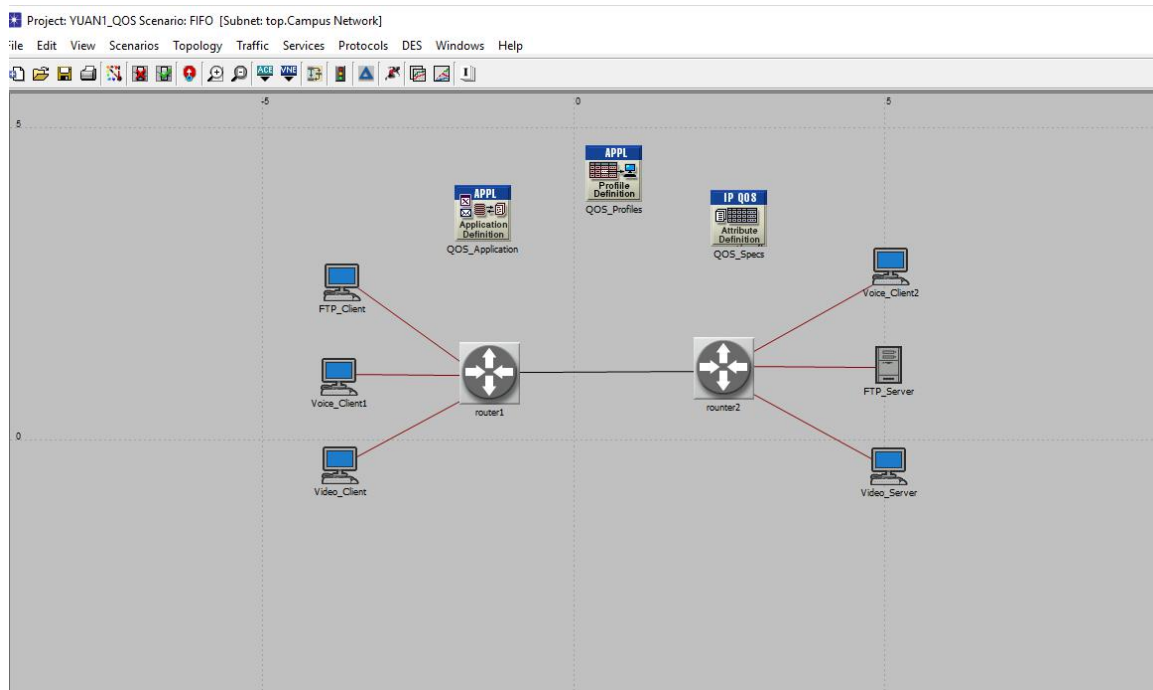 Project: YUAN1_QOS Scenario: FIFO [Subnet: top.Campus Network]
File Edit View Scenarios Topology Traffic Services Protocols DES Windows Help
-5 0 5
5
APPL
Profile
Definition
QOS_Profiles
APPL
Application
Definition
QOS_Application
IP QOS
Attribute
Definition
QOS_Specs
FTP_Client
Voice_Client2
Voice_Client1
router1
rounter2
FTP_Server
0
Video_Client
Video_Server